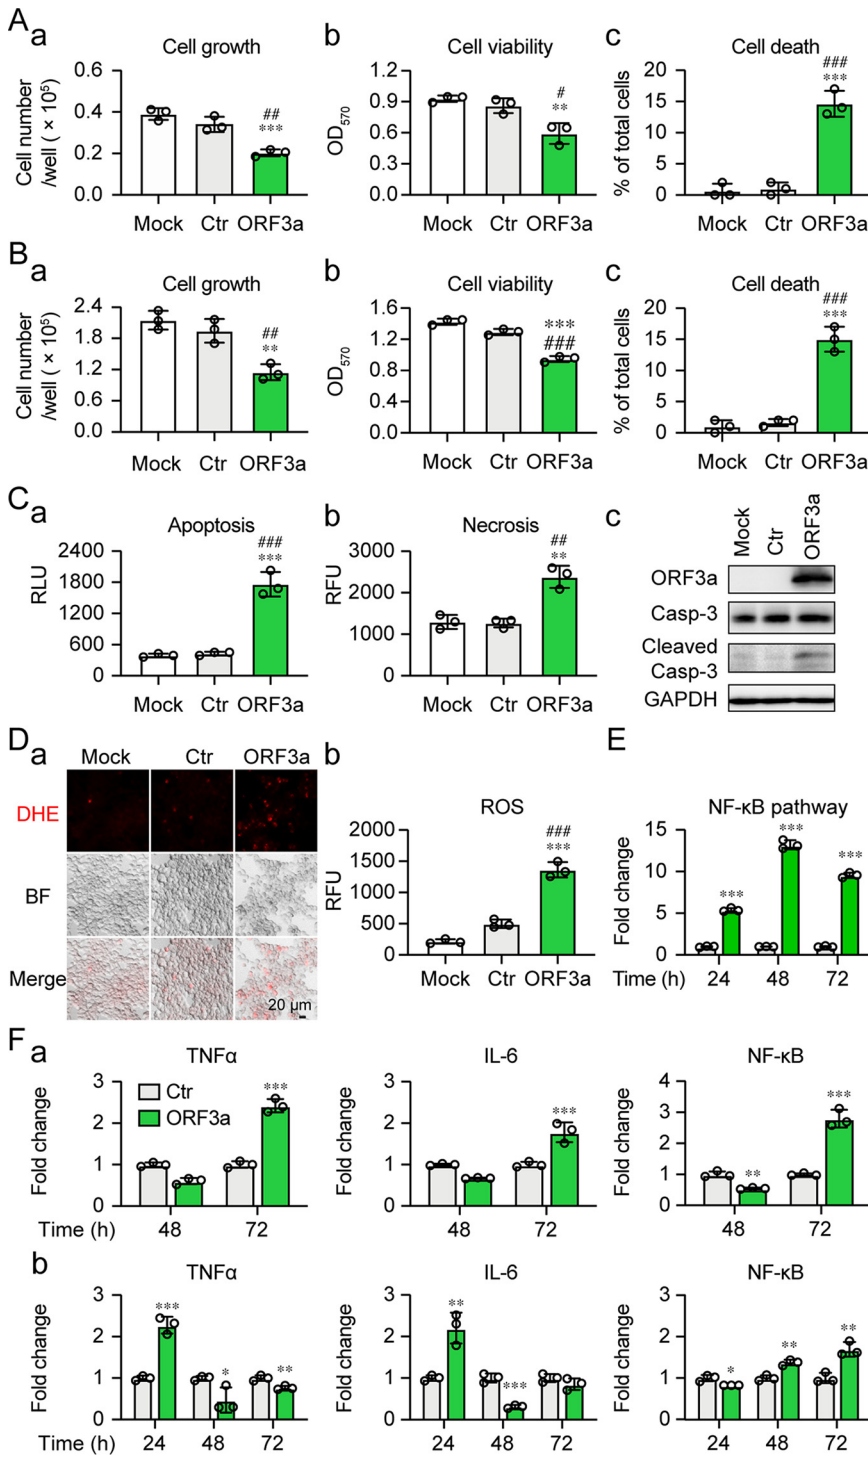 A
a
Cell growth
Cell number
/well ( × 10⁵)
0.6
0.4
0.2
0.0
##
***
Mock Ctr ORF3a
b
Cell viability
OD₅₇₀
1.2
0.9
0.6
0.3
0.0
#
**
Mock Ctr ORF3a
c
Cell death
% of total cells
20
15
10
5
0
###
***
Mock Ctr ORF3a
B
a
Cell growth
Cell number
/well ( × 10⁵)
2.4
1.8
1.2
0.6
0.0
##
**
Mock Ctr ORF3a
b
Cell viability
OD₅₇₀
1.6
1.2
0.8
0.4
0.0
***
###
Mock Ctr ORF3a
c
Cell death
% of total cells
20
15
10
5
0
###
***
Mock Ctr ORF3a
C
a
Apoptosis
RLU
2400
1800
1200
600
0
###
***
Mock Ctr ORF3a
b
Necrosis
RFU
3000
2000
1000
0
##
**
Mock Ctr ORF3a
c
Mock Ctr ORF3a
ORF3a
Casp-3
Cleaved
Casp-3
GAPDH
D
a
Mock Ctr ORF3a
DHE
BF
Merge
20 μm
b
ROS
RFU
2000
1500
1000
500
0
###
***
Mock Ctr ORF3a
E
NF-κB pathway
Fold change
15
10
5
0
***
***
***
Time (h) 24 48 72
F
a
TNFα
Fold change
3
2
1
0
Ctr
ORF3a
***
Time (h) 48 72
IL-6
Fold change
3
2
1
0
***
48 72
NF-κB
Fold change
4
3
2
1
0
**
***
48 72
b
TNFα
Fold change
3
2
1
0
***
*
**
Time (h) 24 48 72
IL-6
Fold change
3
2
1
0
**
***
24 48 72
NF-κB
Fold change
3
2
1
0
*
**
**
24 48 72